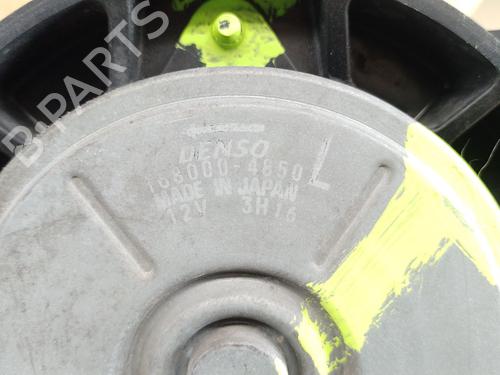 DENSO
168000-4850 L
MADE IN JAPAN
12V 3H16
B-PARTS